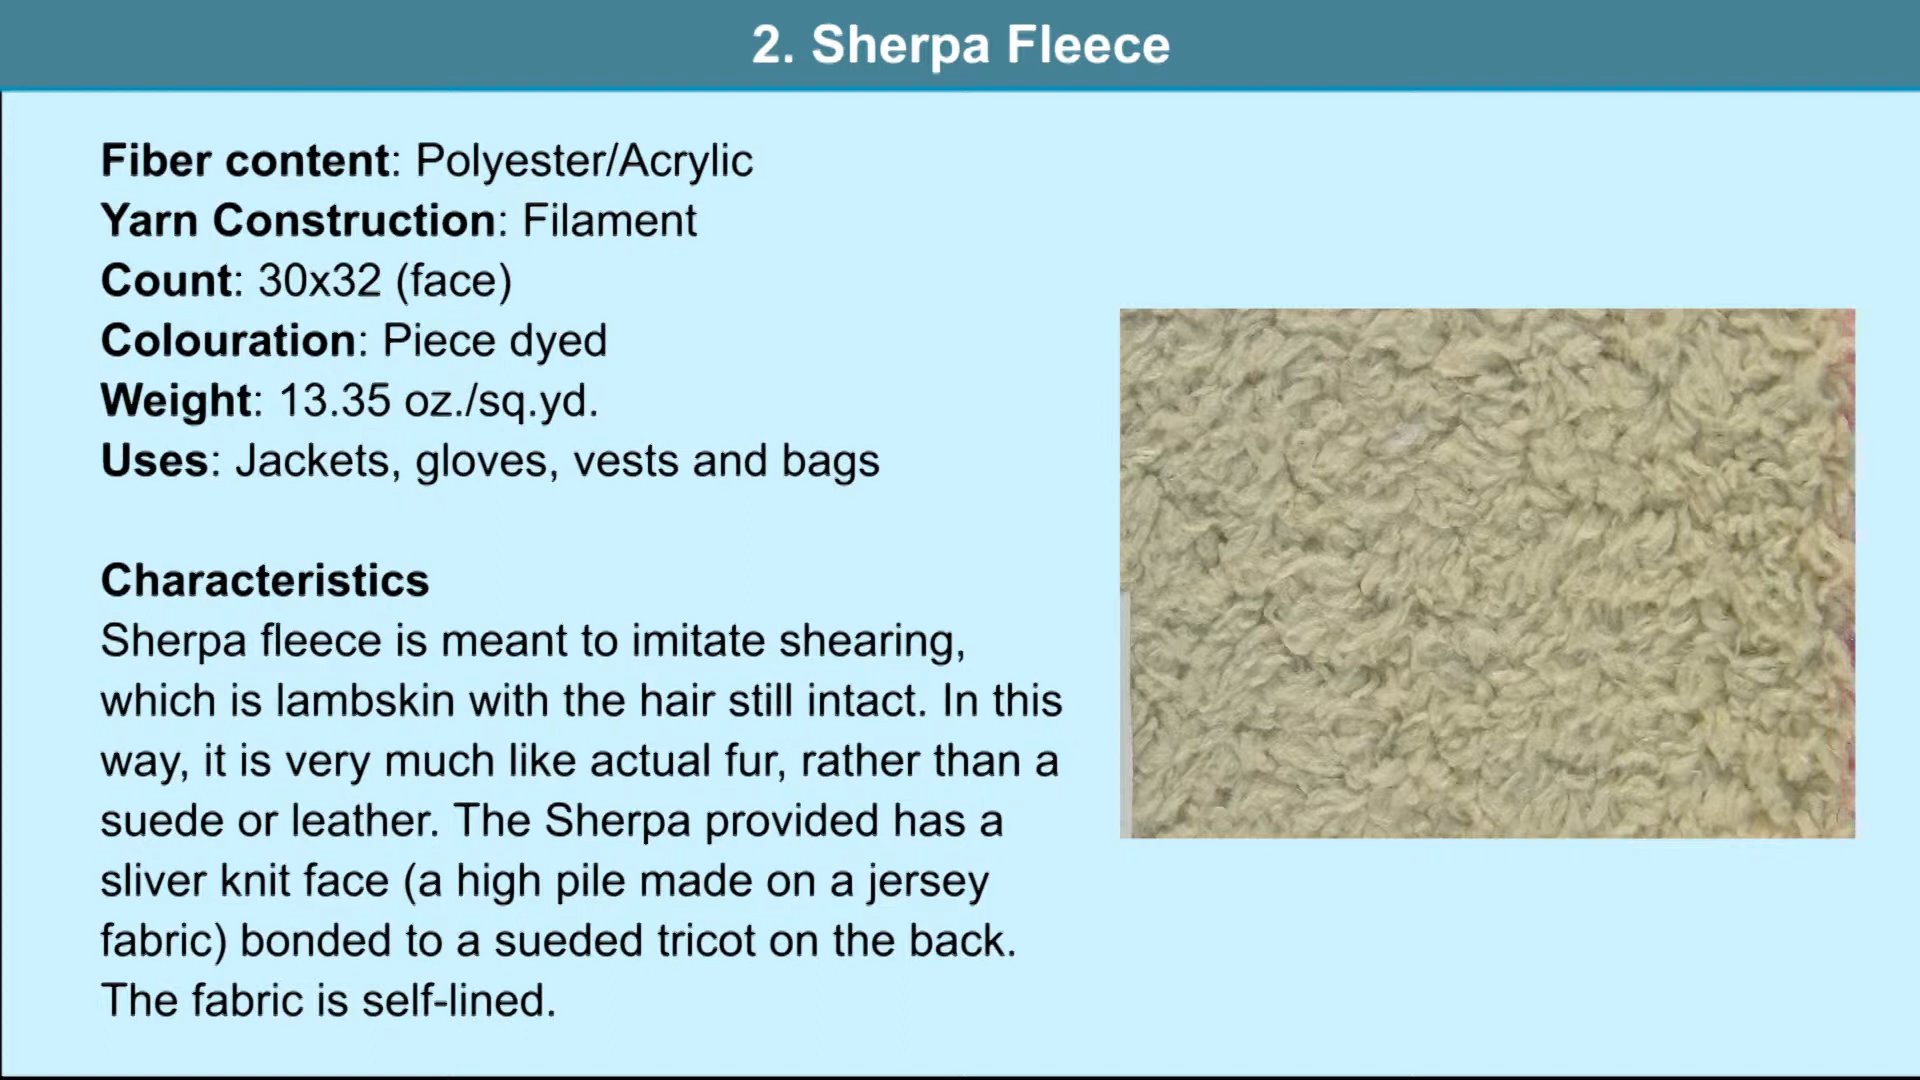 2. Sherpa Fleece
Fiber content: Polyester/Acrylic
Yarn Construction: Filament
Count: 30x32 (face)
Colouration: Piece dyed
Weight: 13.35 oz./sq.yd.
Uses: Jackets, gloves, vests and bags
Characteristics
Sherpa fleece is meant to imitate shearing,
which is lambskin with the hair still intact. In this
way, it is very much like actual fur, rather than a
suede or leather. The Sherpa provided has a
sliver knit face (a high pile made on a jersey
fabric) bonded to a sueded tricot on the back.
The fabric is self-lined.